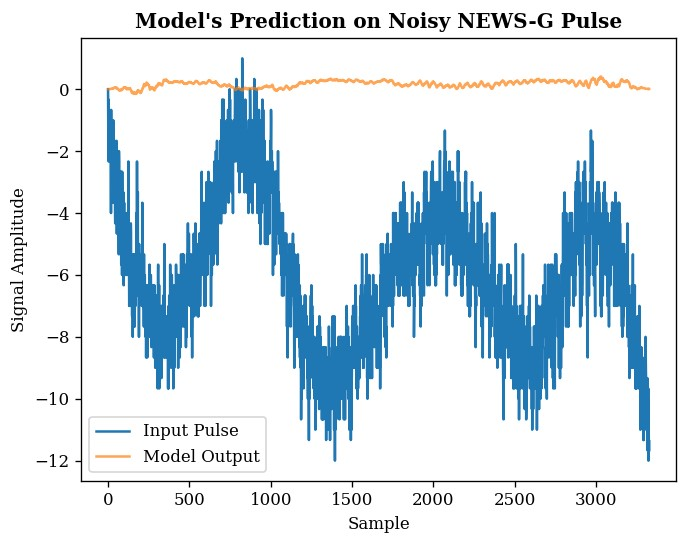 Model's Prediction on Noisy NEWS-G Pulse
Signal Amplitude
0
−2
−4
−6
−8
−10
−12
Input Pulse
Model Output
0 500 1000 1500 2000 2500 3000
Sample